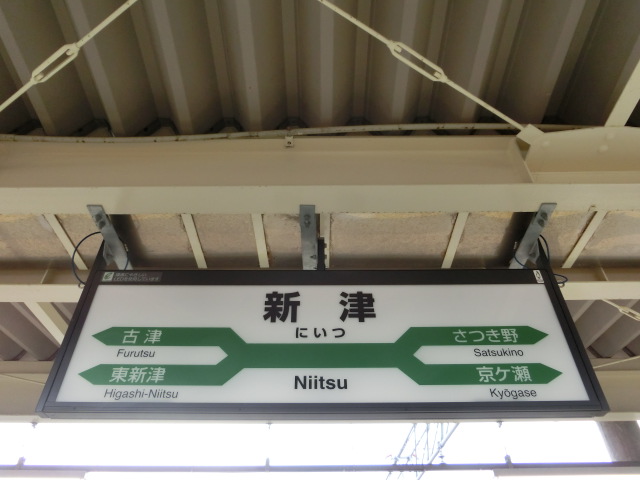 新津
にいつ
Niitsu
古津
Furutsu
東新津
Higashi-Niitsu
さつき野
Satsukino
京ケ瀬
Kyōgase